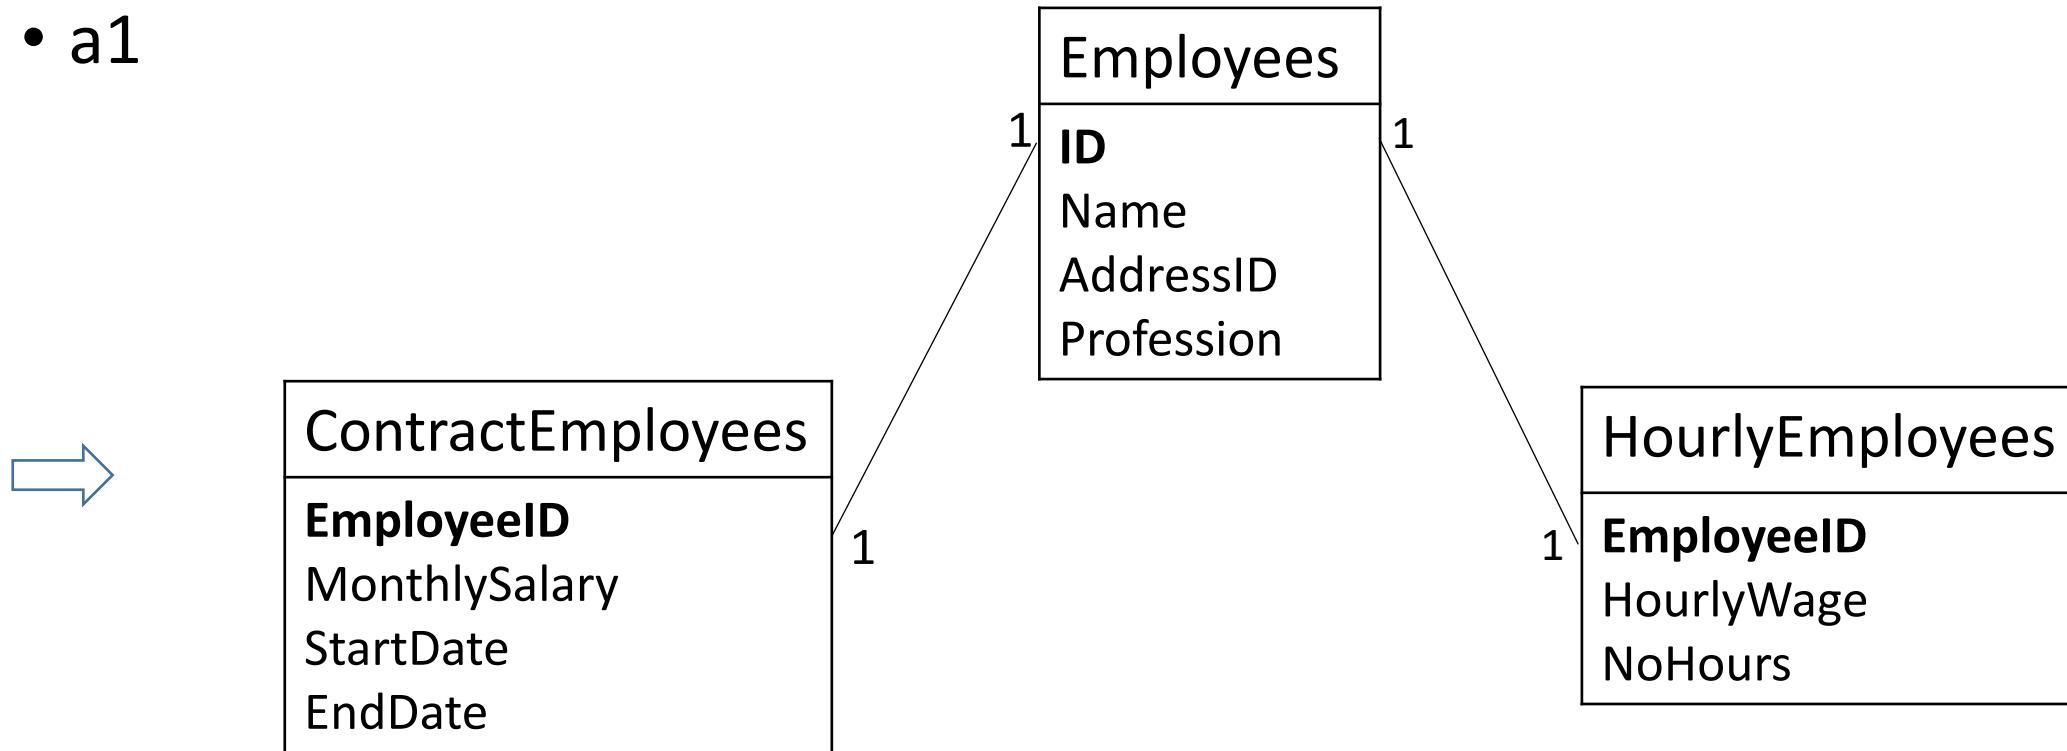 • a1
Employees
1
1
ID
Name
AddressID
Profession
ContractEmployees
EmployeeID
1
MonthlySalary
StartDate
EndDate
HourlyEmployees
1
EmployeeID
HourlyWage
NoHours